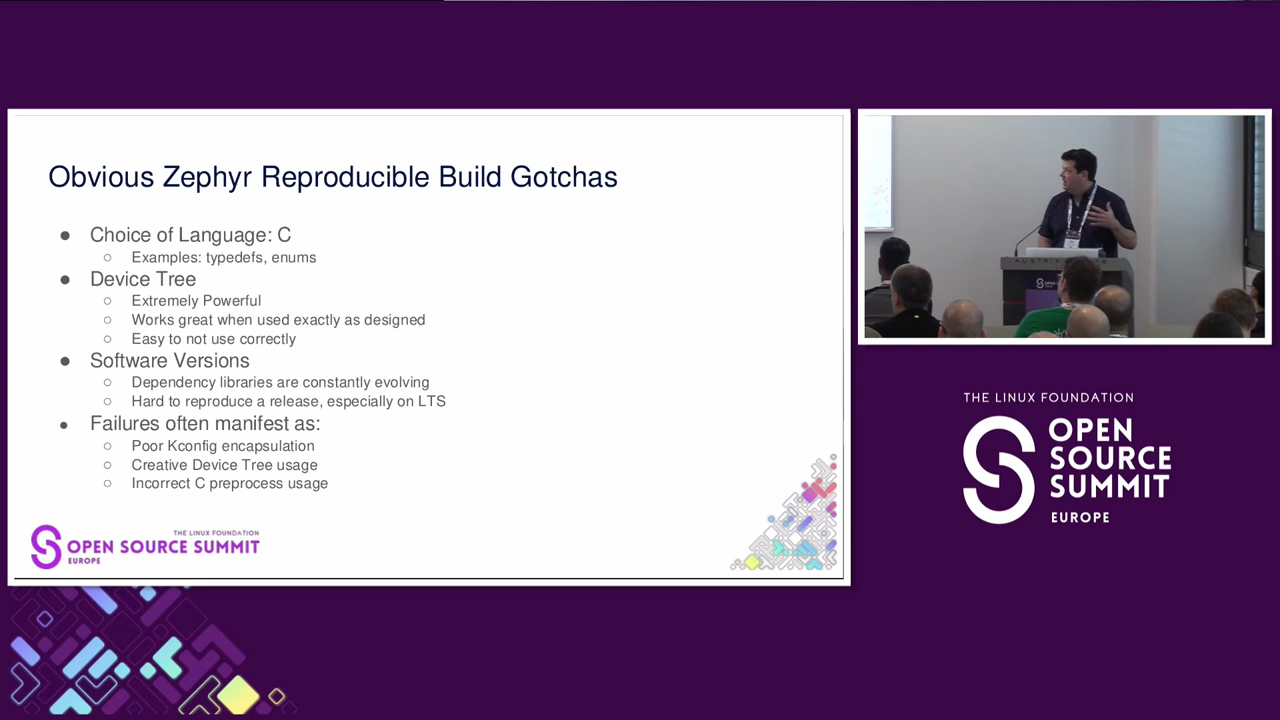 Obvious Zephyr Reproducible Build Gotchas
● Choice of Language: C
○ Examples: typedefs, enums
● Device Tree
○ Extremely Powerful
○ Works great when used exactly as designed
○ Easy to not use correctly
● Software Versions
○ Dependency libraries are constantly evolving
○ Hard to reproduce a release, especially on LTS
● Failures often manifest as:
○ Poor Kconfig encapsulation
○ Creative Device Tree usage
○ Incorrect C preprocess usage
THE LINUX FOUNDATION
OPEN SOURCE SUMMIT
EUROPE
THE LINUX FOUNDATION
OPEN
SOURCE
SUMMIT
EUROPE